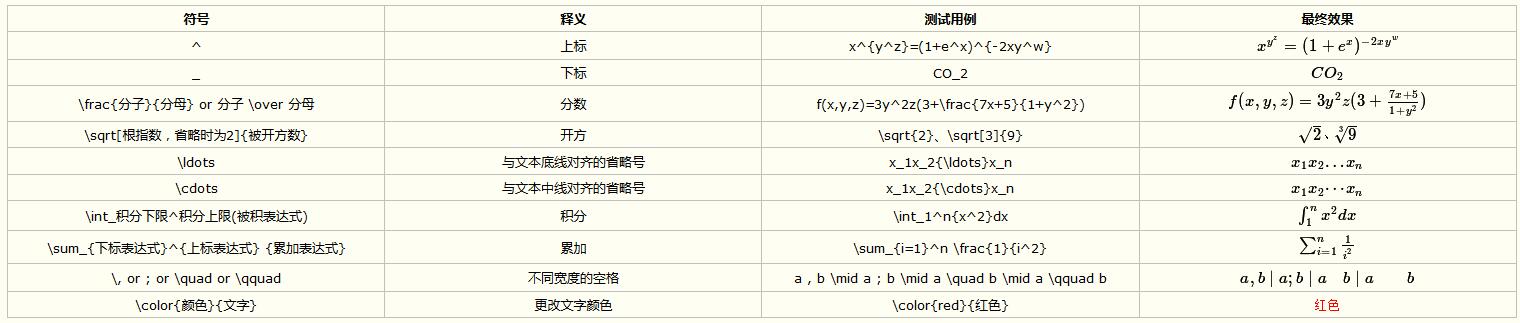 符号 释义 测试用例 最终效果
^ 上标 x^{y^z}=(1+e^x)^{-2xy^w} $x^{y^z}=(1+e^x)^{-2xy^w}$
_ 下标 CO_2 $CO_2$
\frac{分子}{分母} or 分子 \over 分母 分数 f(x,y,z)=3y^2z(3+\frac{7x+5}{1+y^2}) $f(x,y,z)=3y^2z(3+\frac{7x+5}{1+y^2})$
\sqrt[根指数，省略时为2]{被开方数} 开方 \sqrt{2}、\sqrt[3]{9} $\sqrt{2}、\sqrt[3]{9}$
\ldots 与文本底线对齐的省略号 x_1x_2{\ldots}x_n $x_1x_2{\ldots}x_n$
\cdots 与文本中线对齐的省略号 x_1x_2{\cdots}x_n $x_1x_2{\cdots}x_n$
\int_积分下限^积分上限(被积表达式) 积分 \int_1^n{x^2}dx $\int_1^n{x^2}dx$
\sum_{下标表达式}^{上标表达式} {累加表达式} 累加 \sum_{i=1}^n \frac{1}{i^2} $\sum_{i=1}^n \frac{1}{i^2}$
\, or ; or \quad or \qquad 不同宽度的空格 a , b \mid a ; b \mid a \quad b \mid a \qquad b $a , b \mid a ; b \mid a \quad b \mid a \qquad b$
\color{颜色}{文字} 更改文字颜色 \color{red}{红色} 红色